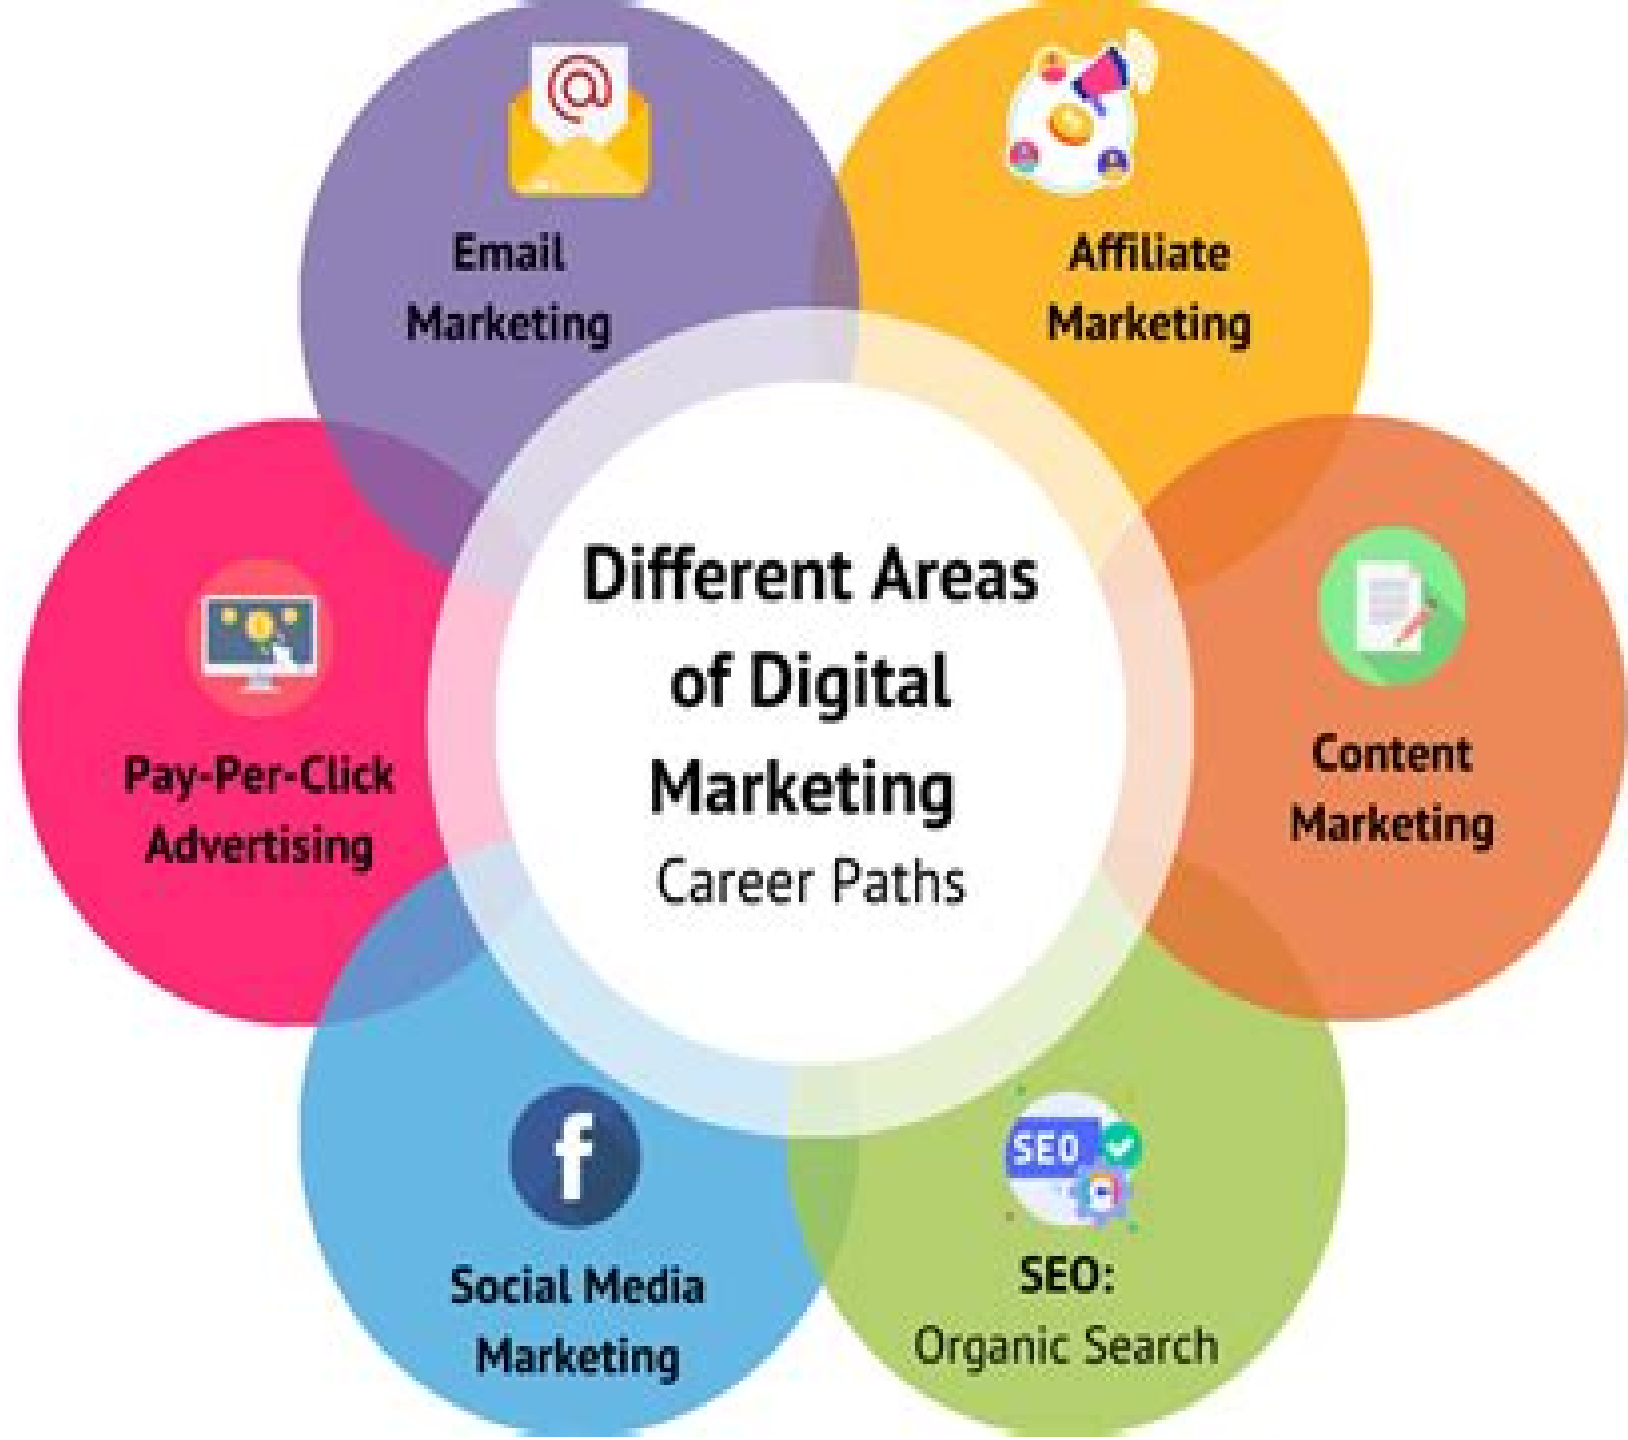 Email
Marketing
Affiliate
Marketing
Different Areas
of Digital
Marketing
Career Paths
Pay-Per-Click
Advertising
Content
Marketing
Social Media
Marketing
SEO
SEO:
Organic Search